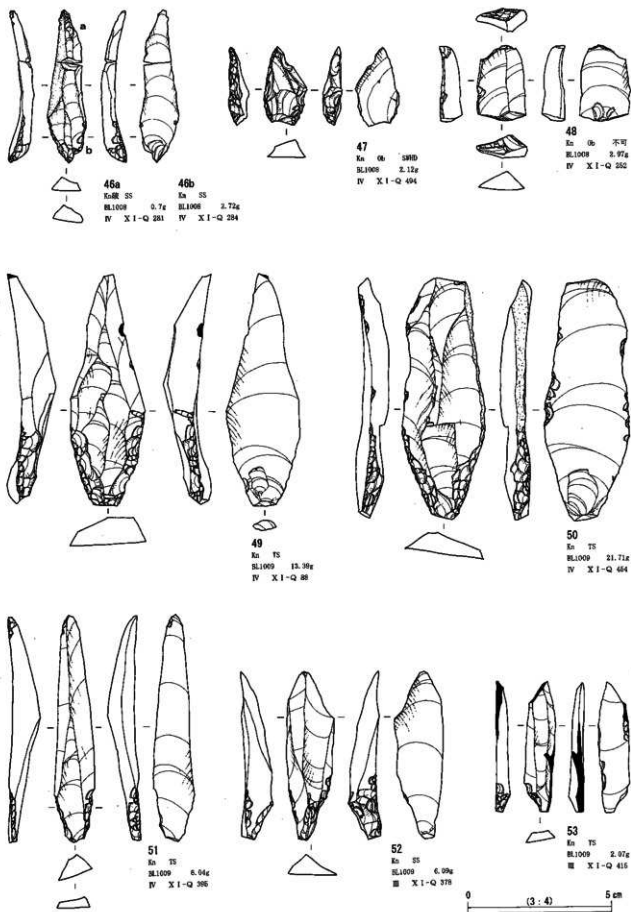 a
b
46a
Kn破 SS
BL1008 0.7g
Ⅳ XI-Q 281
46b
Kn SS
BL1008 2.72g
Ⅳ XI-Q 284
47
Kn Ob SWHD
BL1008 2.12g
Ⅳ XI-Q 494
48
Kn Ob 不可
BL1008 2.97g
Ⅲ XI-Q 252
49
Kn TS
BL1009 13.39g
Ⅳ XI-Q 88
50
Kn TS
BL1009 21.71g
Ⅳ XI-Q 484
51
Kn TS
BL1009 6.04g
Ⅳ XI-Q 395
52
Kn SS
BL1009 6.09g
Ⅲ XI-Q 378
53
Kn TS
BL1009 2.07g
Ⅲ XI-Q 415
0 (3:4) 5 cm